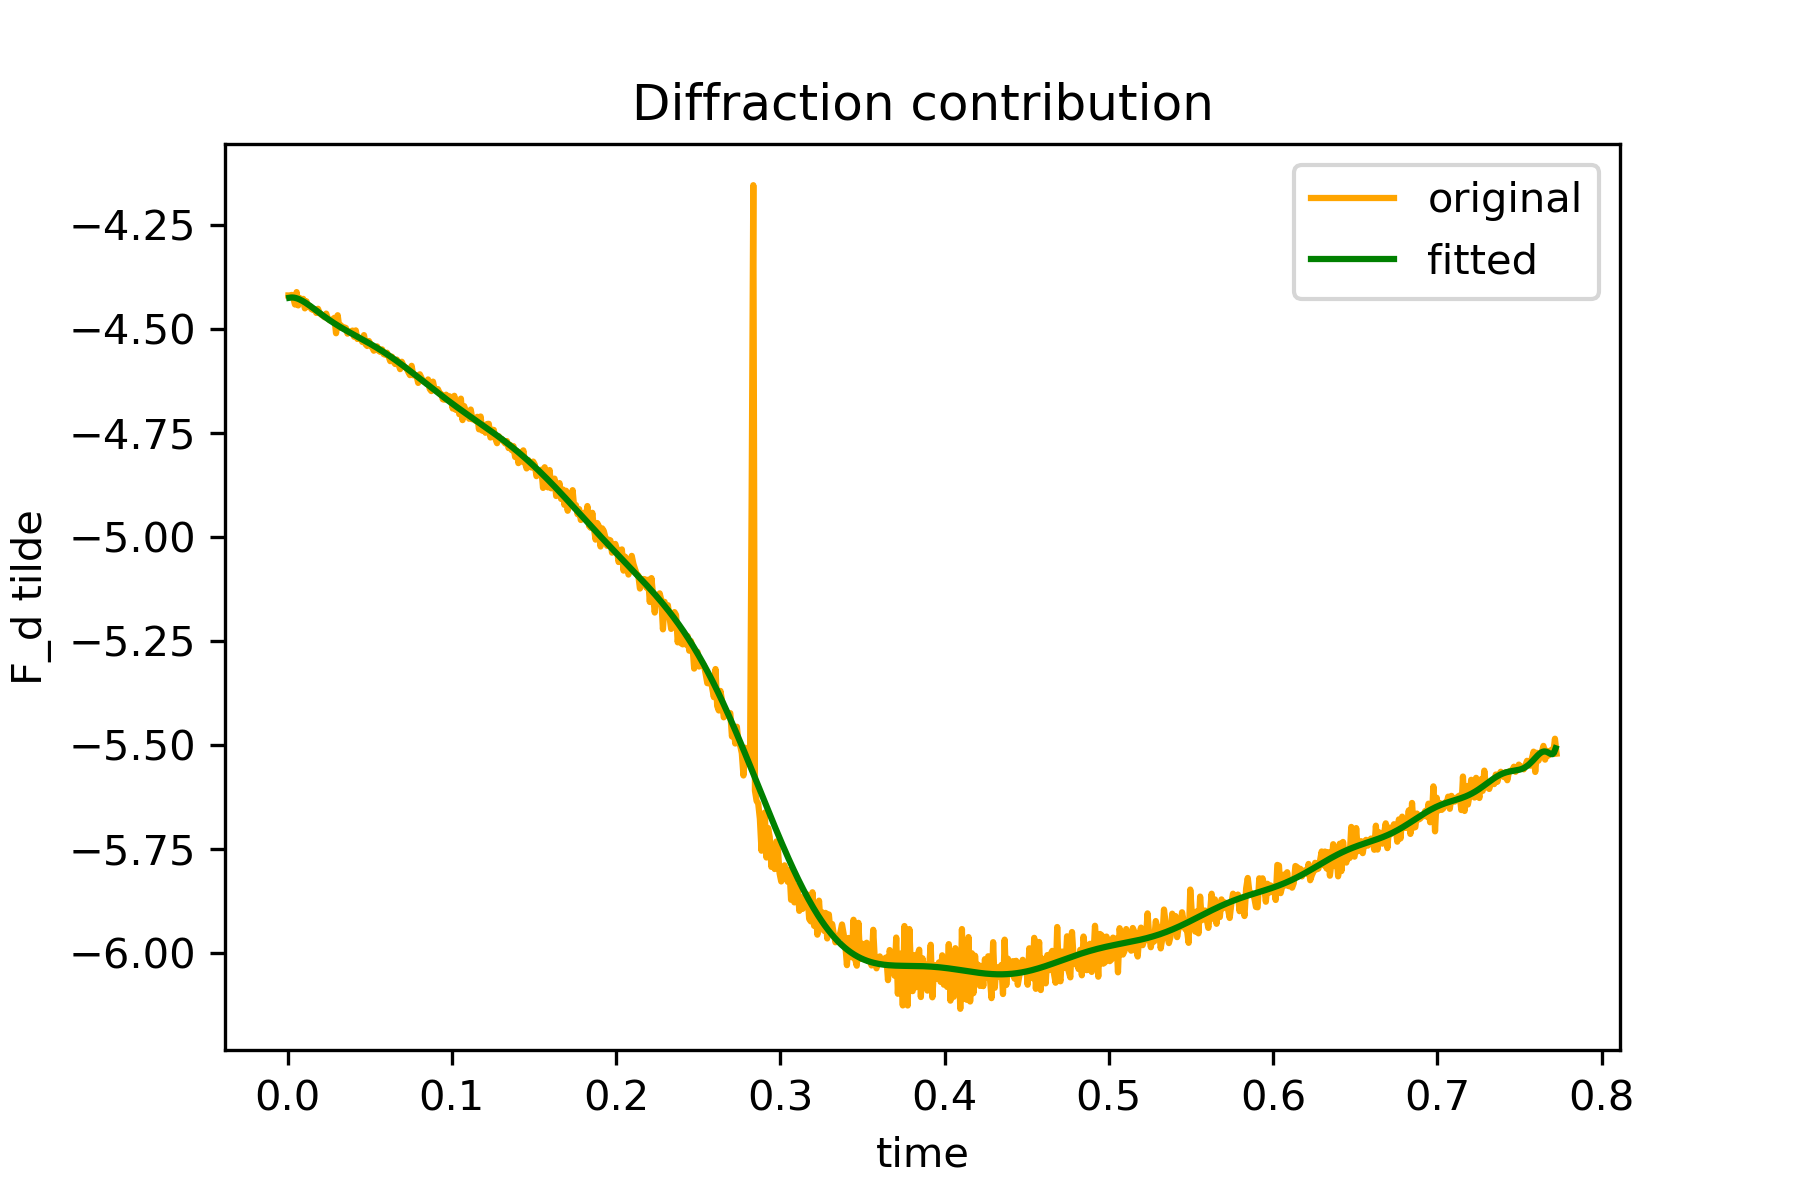 Diffraction contribution
original
fitted
F_d tilde
−4.25
−4.50
−4.75
−5.00
−5.25
−5.50
−5.75
−6.00
0.0 0.1 0.2 0.3 0.4 0.5 0.6 0.7 0.8
time